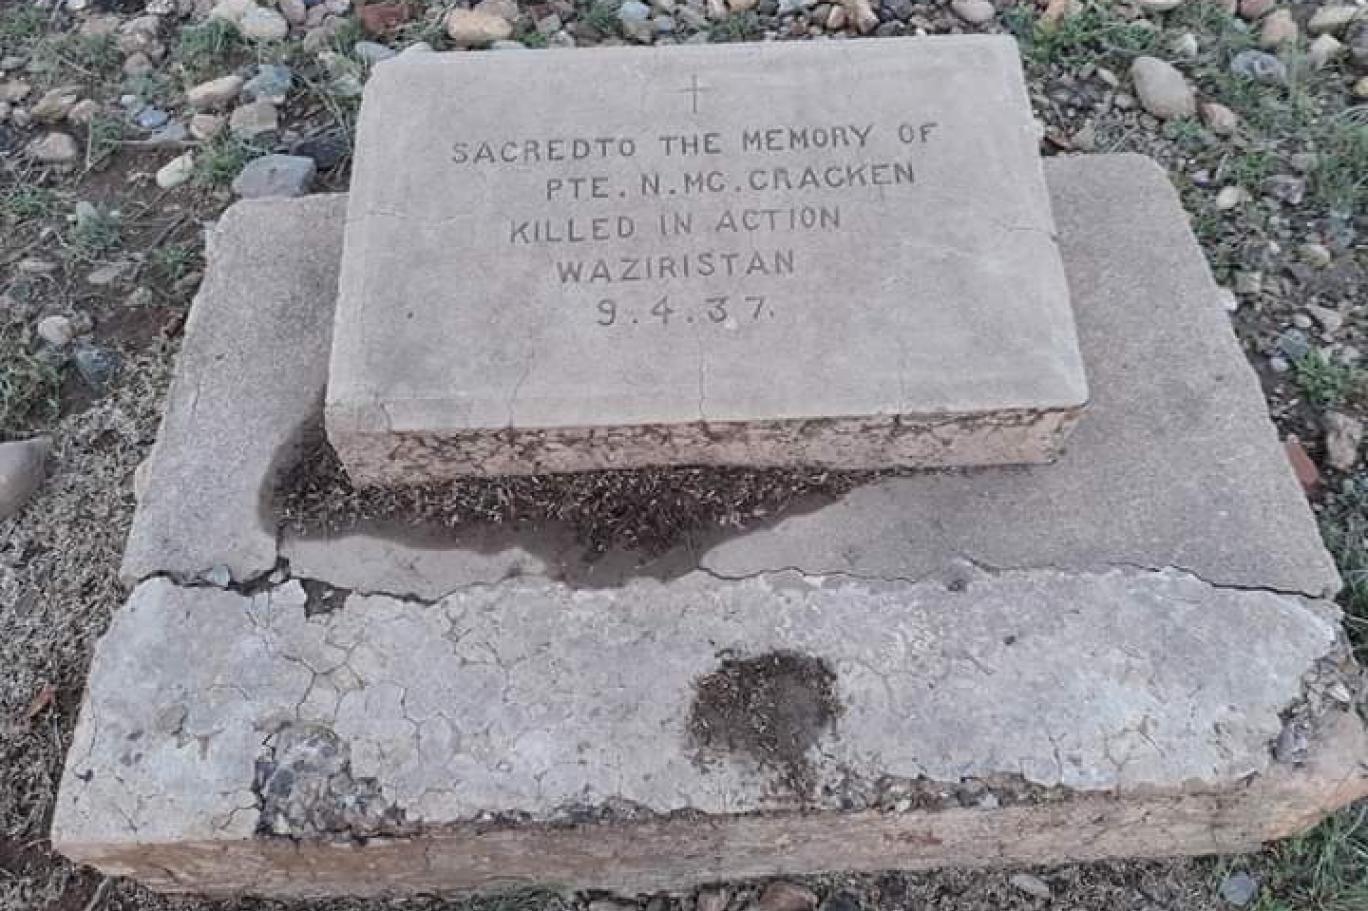 SACREDTO THE MEMORY OF
PTE. N. MC. CRACKEN
KILLED IN ACTION
WAZIRISTAN
9.4.37.